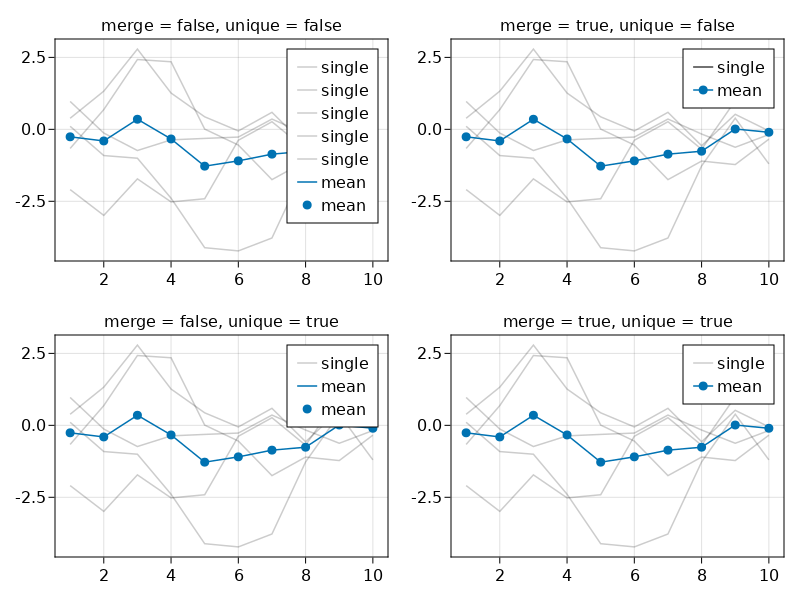 merge = false, unique = false
2.5
0.0
-2.5
single
single
single
single
single
mean
mean
2 4 6 8 10
merge = true, unique = false
2.5
0.0
-2.5
single
mean
2 4 6 8 10
merge = false, unique = true
2.5
0.0
-2.5
single
mean
mean
2 4 6 8 10
merge = true, unique = true
2.5
0.0
-2.5
single
mean
2 4 6 8 10